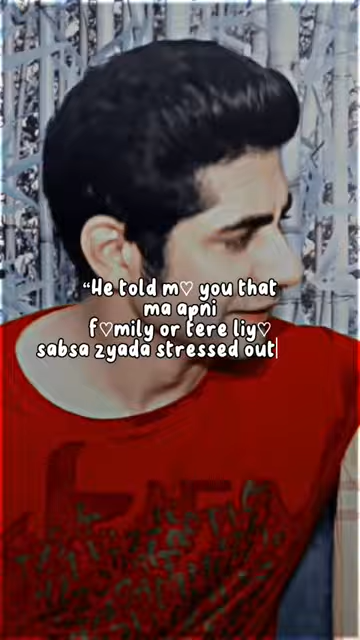 “He told m♡ you that
ma apni
f♡mily or tere liy♡
sabsa zyada stressed out|